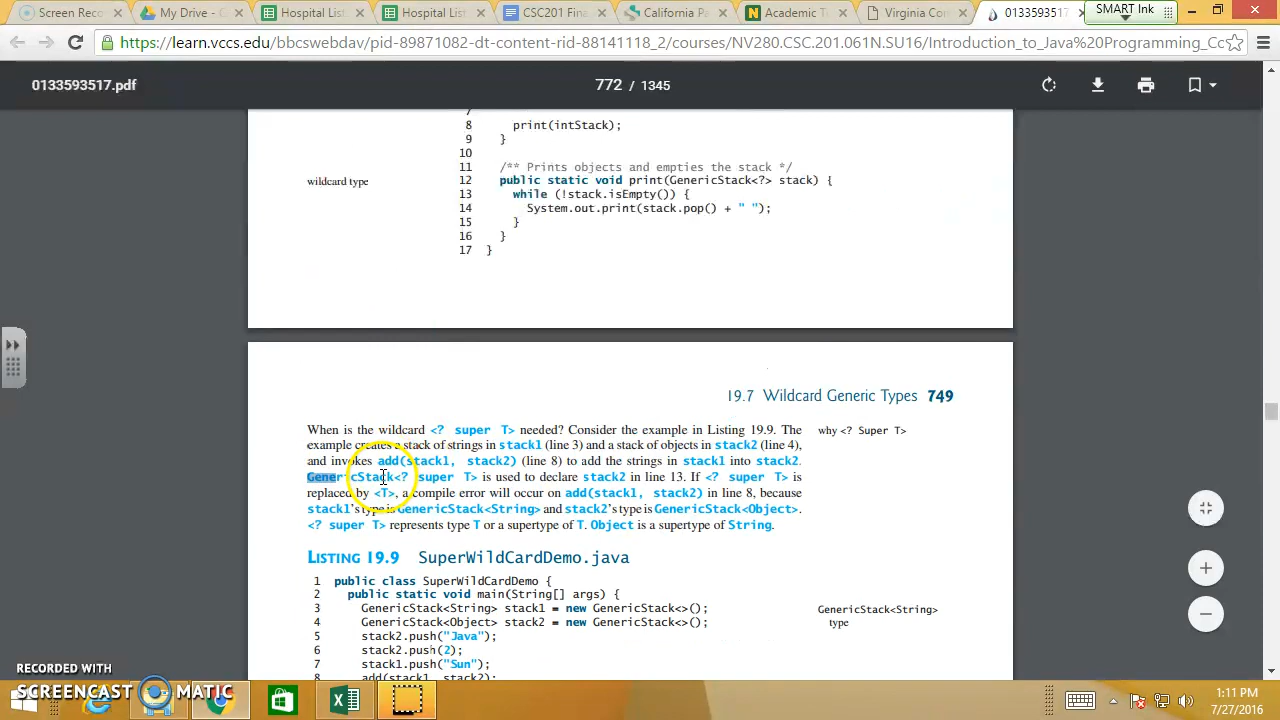 Screen Reco
My Drive - G
Hospital List
Hospital List
CSC201 Fina
California Pa
Academic T
Virginia Com
0133593517
SMART Ink
https://learn.vccs.edu/bbcswebdav/pid-89871082-dt-content-rid-88141118_2/courses/NV280.CSC.201.061N.SU16/Introduction_to_Java%20Programming_Co
0133593517.pdf
772 / 1345
7
8 print(intStack);
9 }
10
11 /** Prints objects and empties the stack */
wildcard type 12 public static void print(GenericStack<?> stack) {
13 while (!stack.isEmpty()) {
14 System.out.print(stack.pop() + " ");
15 }
16 }
17 }
19.7 Wildcard Generic Types 749
When is the wildcard <? super T> needed? Consider the example in Listing 19.9. The why <? Super T>
example creates a stack of strings in stack1 (line 3) and a stack of objects in stack2 (line 4),
and invokes add(stack1, stack2) (line 8) to add the strings in stack1 into stack2.
GenericStack<? super T> is used to declare stack2 in line 13. If <? super T> is
replaced by <T>, a compile error will occur on add(stack1, stack2) in line 8, because
stack1's type is GenericStack<String> and stack2's type is GenericStack<Object>.
<? super T> represents type T or a supertype of T. Object is a supertype of String.
LISTING 19.9 SuperWildCardDemo.java
1 public class SuperWildCardDemo {
2 public static void main(String[] args) {
3 GenericStack<String> stack1 = new GenericStack<>(); GenericStack<String>
4 GenericStack<Object> stack2 = new GenericStack<>(); type
5 stack2.push("Java");
6 stack2.push(2);
7 stack1.push("Sun");
8 add(stack1, stack2);
RECORDED WITH
SCREENCAST MATIC
1:11 PM
7/27/2016